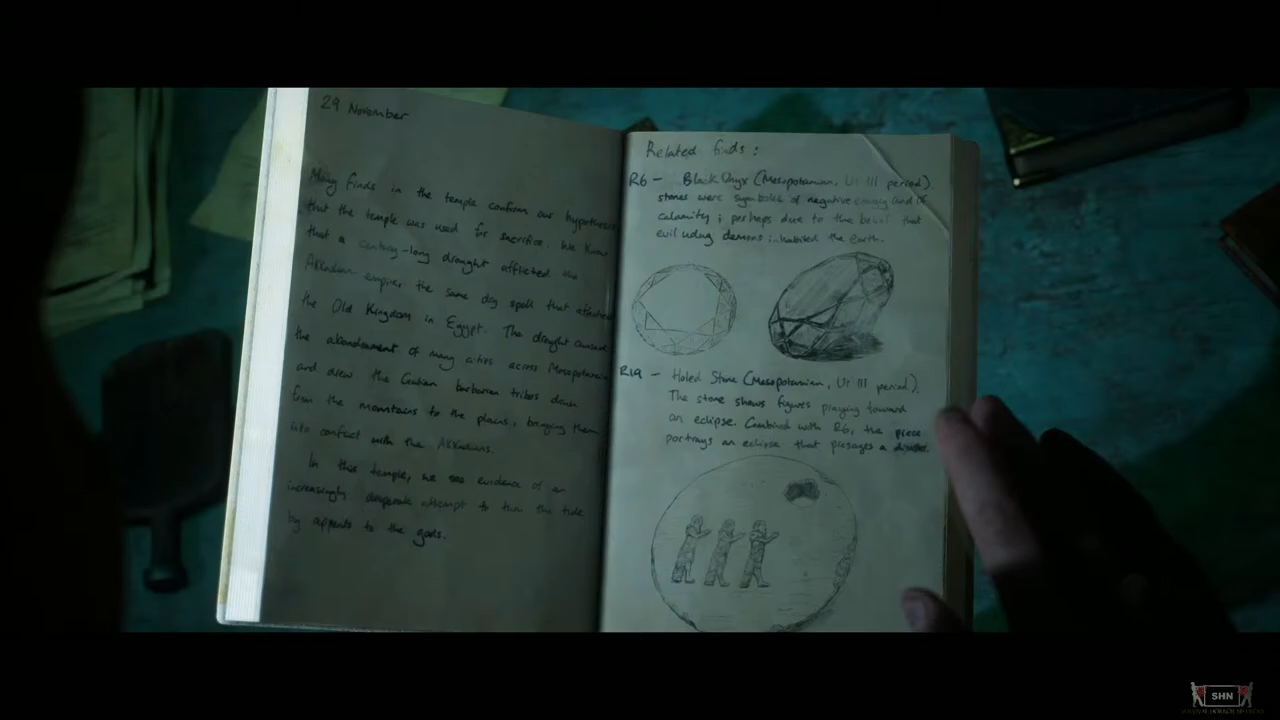 29 November
Many finds in the temple confirm our hypothesis
that the temple was used for sacrifice. We know
that a century-long drought afflicted the
Akkadian empire: the same dry spell that affected
the Old Kingdom in Egypt. The drought caused
the abandonment of many cities across Mesopotamia
and drew the Gutian barbarian tribes down
from the mountains to the plains, bringing them
into contact with the Akkadians.
In this temple, we see evidence of an
increasingly desperate attempt to turn the tide
by appeals to the gods.
Related finds:
R6 - Black Onyx (Mesopotamian, Ur III period).
stones were symbols of negative energy and of
calamity; perhaps due to the belief that
evil udug demons inhabited the earth.
R19 - Holed Stone (Mesopotamian, Ur III period).
The stone shows figures praying toward
an eclipse. Combined with R6, the piece
portrays an eclipse that presages a disaster.
SHN